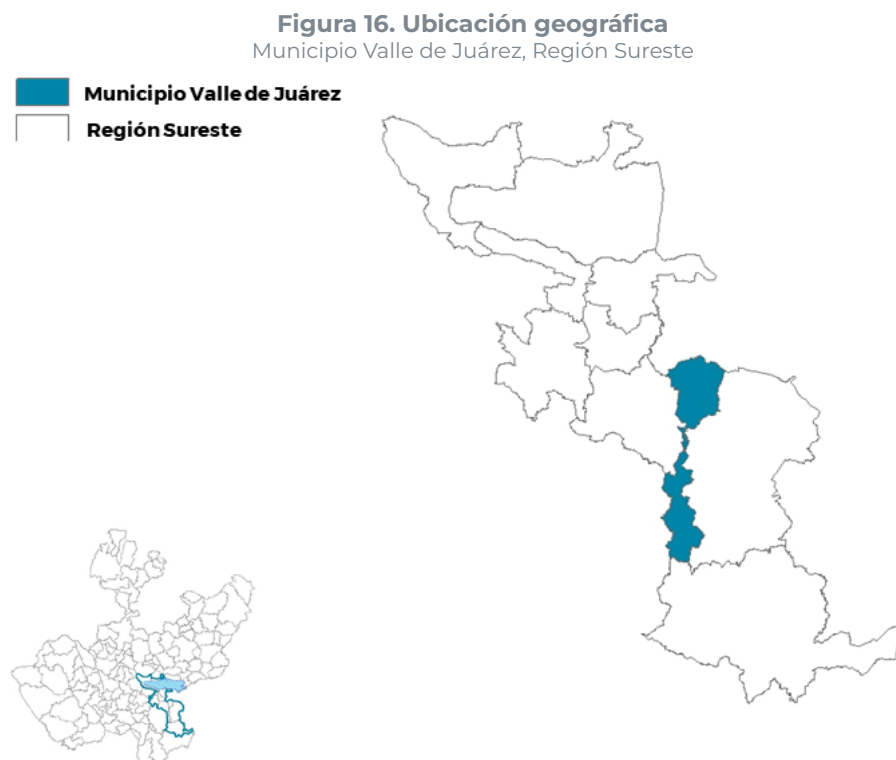 Figura 16. Ubicación geográfica
Municipio Valle de Juárez, Región Sureste
Municipio Valle de Juárez
Región Sureste